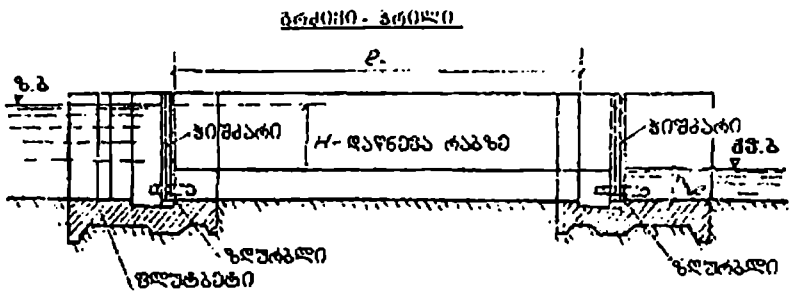 გრძივი - ჭრილი
ℓ.
ზ.ბ
ჭიშკარი
H - დაწნევა რაბზე
ჭიშკარი
ქვ.ბ
ზღურბლი
ფლუტბეტი
ზღურბლი